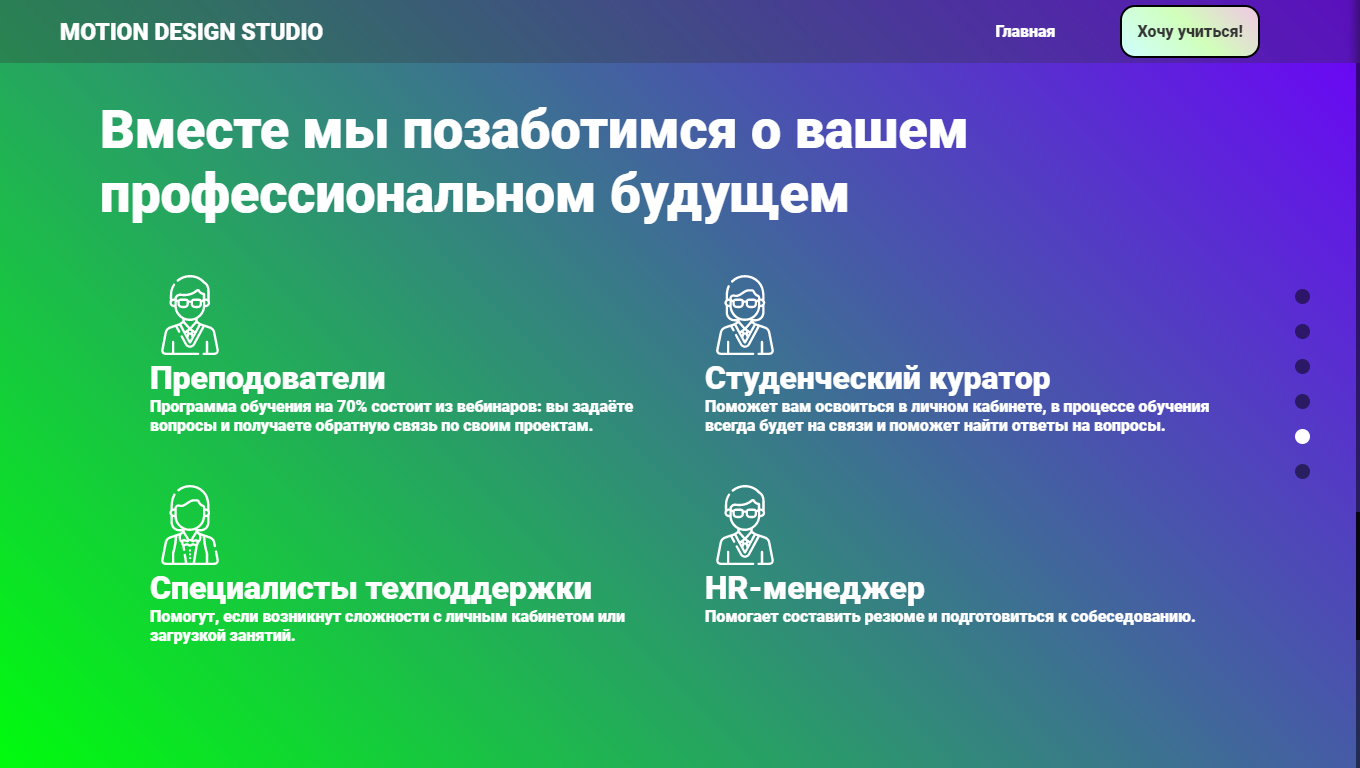 MOTION DESIGN STUDIO
Главная
Хочу учиться!
Вместе мы позаботимся о вашем
профессиональном будущем
Преподователи
Программа обучения на 70% состоит из вебинаров: вы задаёте
вопросы и получаете обратную связь по своим проектам.
Студенческий куратор
Поможет вам освоиться в личном кабинете, в процессе обучения
всегда будет на связи и поможет найти ответы на вопросы.
Специалисты техподдержки
Помогут, если возникнут сложности с личным кабинетом или
загрузкой занятий.
HR-менеджер
Помогает составить резюме и подготовиться к собеседованию.